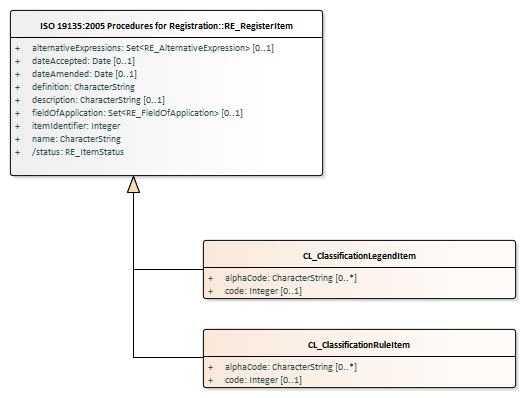 ISO 19135:2005 Procedures for Registration::RE_RegisterItem
+ alternativeExpressions: Set<RE_AlternativeExpression> [0..1]
+ dateAccepted: Date [0..1]
+ dateAmended: Date [0..1]
+ definition: CharacterString
+ description: CharacterString [0..1]
+ fieldOfApplication: Set<RE_FieldOfApplication> [0..1]
+ itemIdentifier: Integer
+ name: CharacterString
+ /status: RE_ItemStatus
CL_ClassificationLegendItem
+ alphaCode: CharacterString [0..*]
+ code: Integer [0..1]
CL_ClassificationRuleItem
+ alphaCode: CharacterString [0..*]
+ code: Integer [0..1]